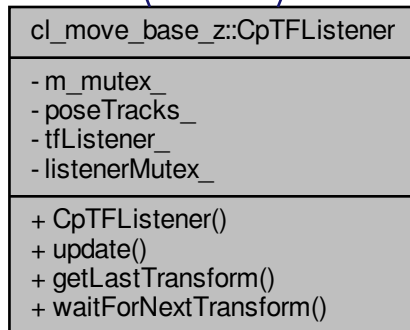 cl_move_base_z::CpTFListener
- m_mutex_
- poseTracks_
- tfListener_
- listenerMutex_
+ CpTFListener()
+ update()
+ getLastTransform()
+ waitForNextTransform()